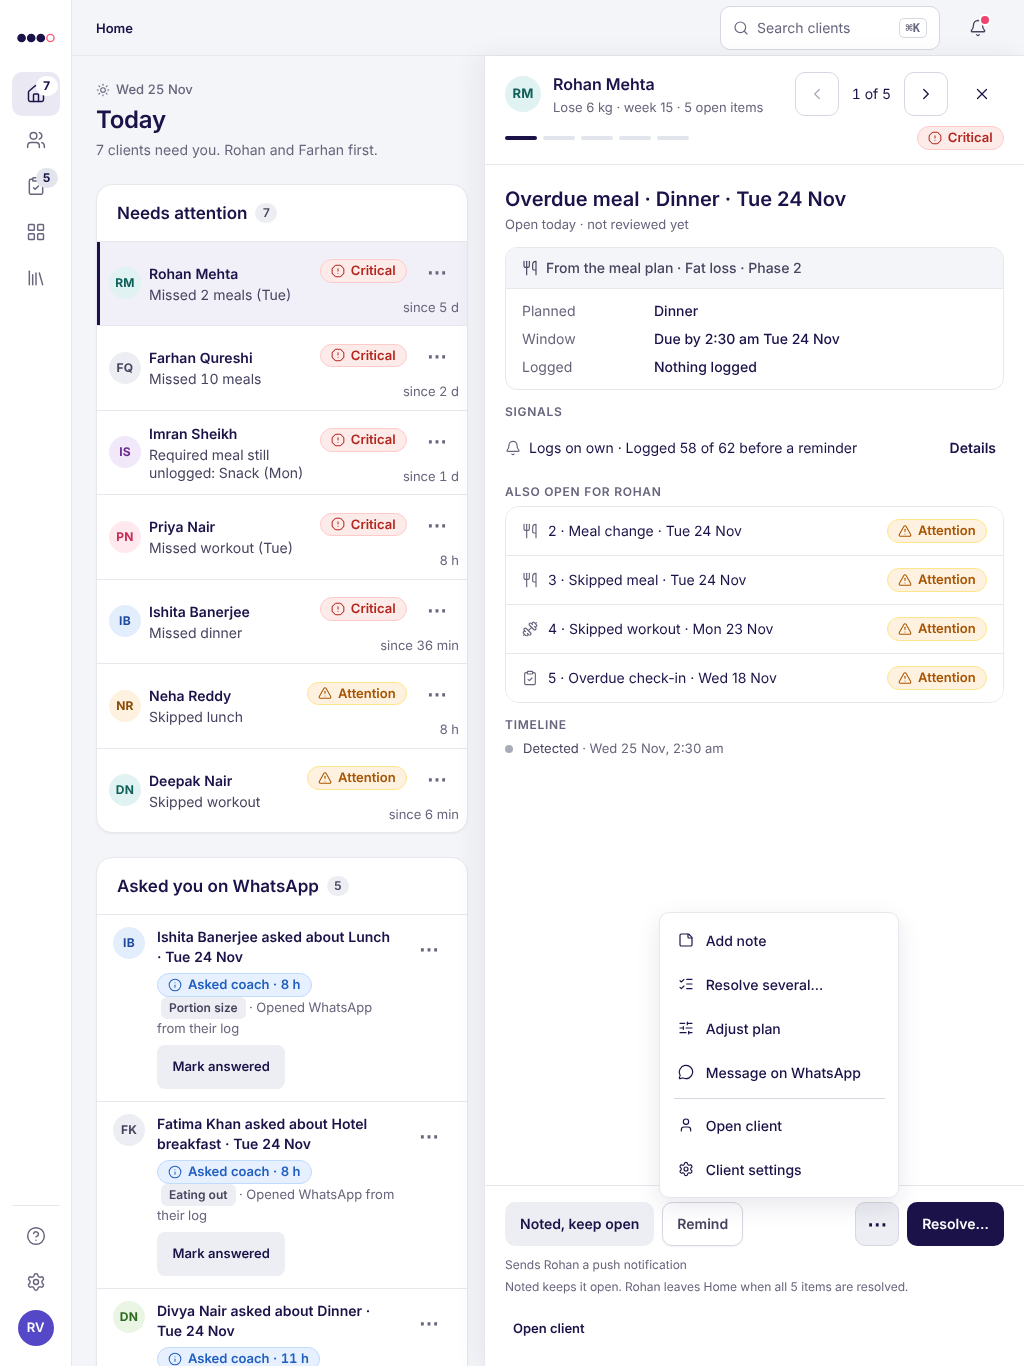 Home
Search clients
⌘K
7
5
RV
Wed 25 Nov
Today
7 clients need you. Rohan and Farhan first.
Needs attention 7
RM
Rohan Mehta
Missed 2 meals (Tue)
Critical
since 5 d
FQ
Farhan Qureshi
Missed 10 meals
Critical
since 2 d
IS
Imran Sheikh
Required meal still
unlogged: Snack (Mon)
Critical
since 1 d
PN
Priya Nair
Missed workout (Tue)
Critical
8 h
IB
Ishita Banerjee
Missed dinner
Critical
since 36 min
NR
Neha Reddy
Skipped lunch
Attention
8 h
DN
Deepak Nair
Skipped workout
Attention
since 6 min
Asked you on WhatsApp 5
IB
Ishita Banerjee asked about Lunch
· Tue 24 Nov
Asked coach · 8 h
Portion size · Opened WhatsApp
from their log
Mark answered
FK
Fatima Khan asked about Hotel
breakfast · Tue 24 Nov
Asked coach · 8 h
Eating out · Opened WhatsApp from
their log
Mark answered
DN
Divya Nair asked about Dinner ·
Tue 24 Nov
Asked coach · 11 h
RM
Rohan Mehta
Lose 6 kg · week 15 · 5 open items
1 of 5
Critical
Overdue meal · Dinner · Tue 24 Nov
Open today · not reviewed yet
From the meal plan · Fat loss · Phase 2
Planned Dinner
Window Due by 2:30 am Tue 24 Nov
Logged Nothing logged
SIGNALS
Logs on own · Logged 58 of 62 before a reminder
Details
ALSO OPEN FOR ROHAN
2 · Meal change · Tue 24 Nov Attention
3 · Skipped meal · Tue 24 Nov Attention
4 · Skipped workout · Mon 23 Nov Attention
5 · Overdue check-in · Wed 18 Nov Attention
TIMELINE
Detected · Wed 25 Nov, 2:30 am
Add note
Resolve several...
Adjust plan
Message on WhatsApp
Open client
Client settings
Noted, keep open
Remind
Resolve...
Sends Rohan a push notification
Noted keeps it open. Rohan leaves Home when all 5 items are resolved.
Open client